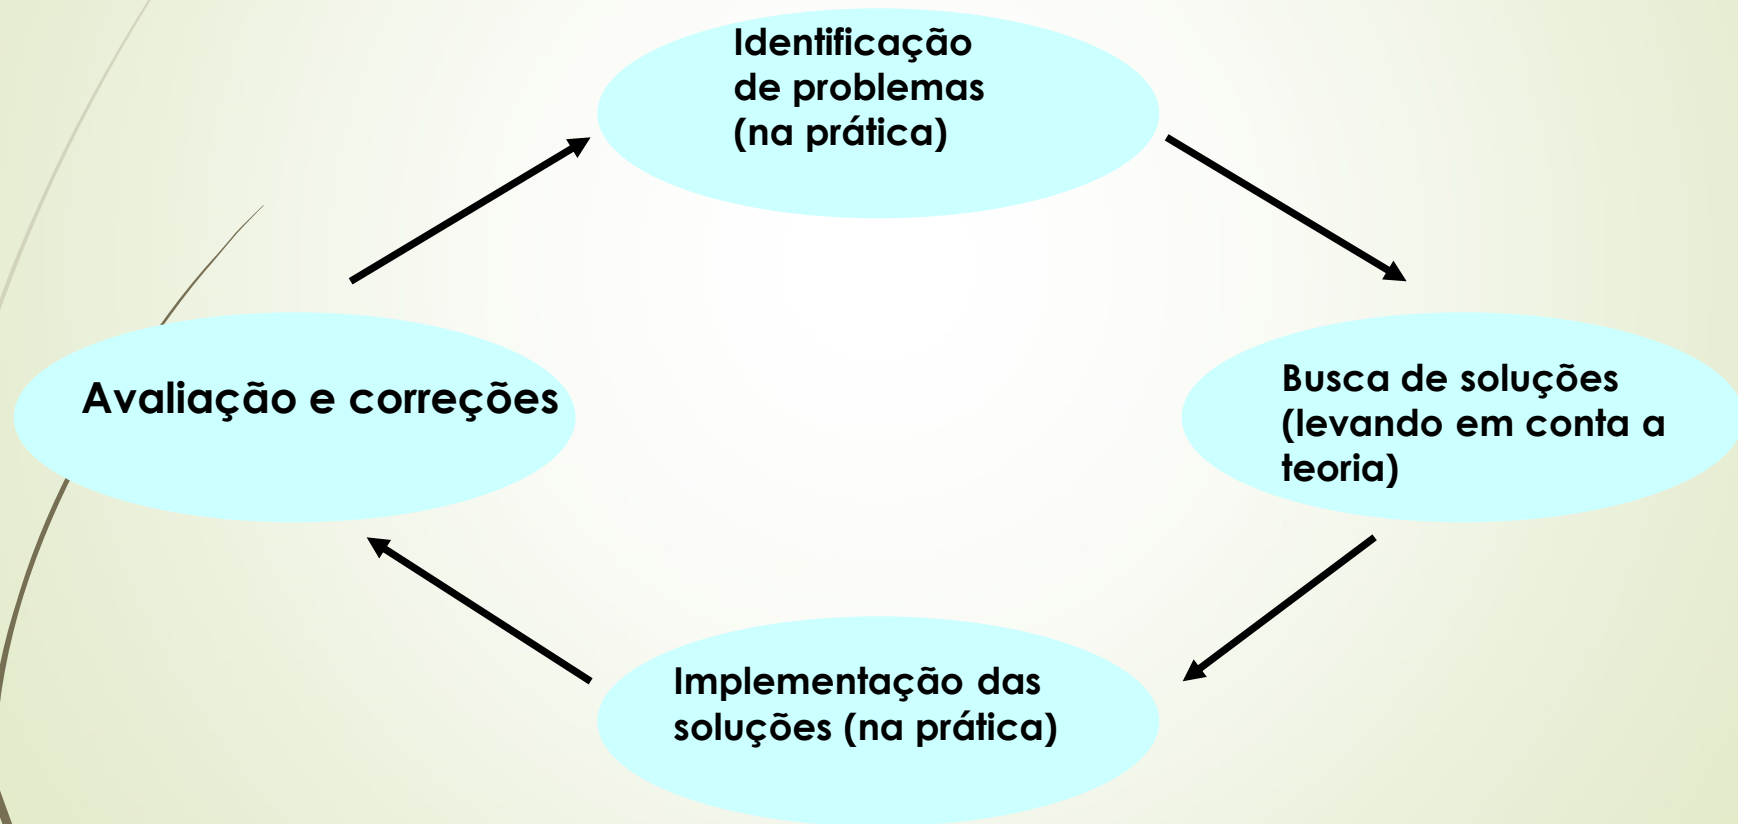 Identificação
de problemas
(na prática)
Avaliação e correções
Busca de soluções
(levando em conta a
teoria)
Implementação das
soluções (na prática)